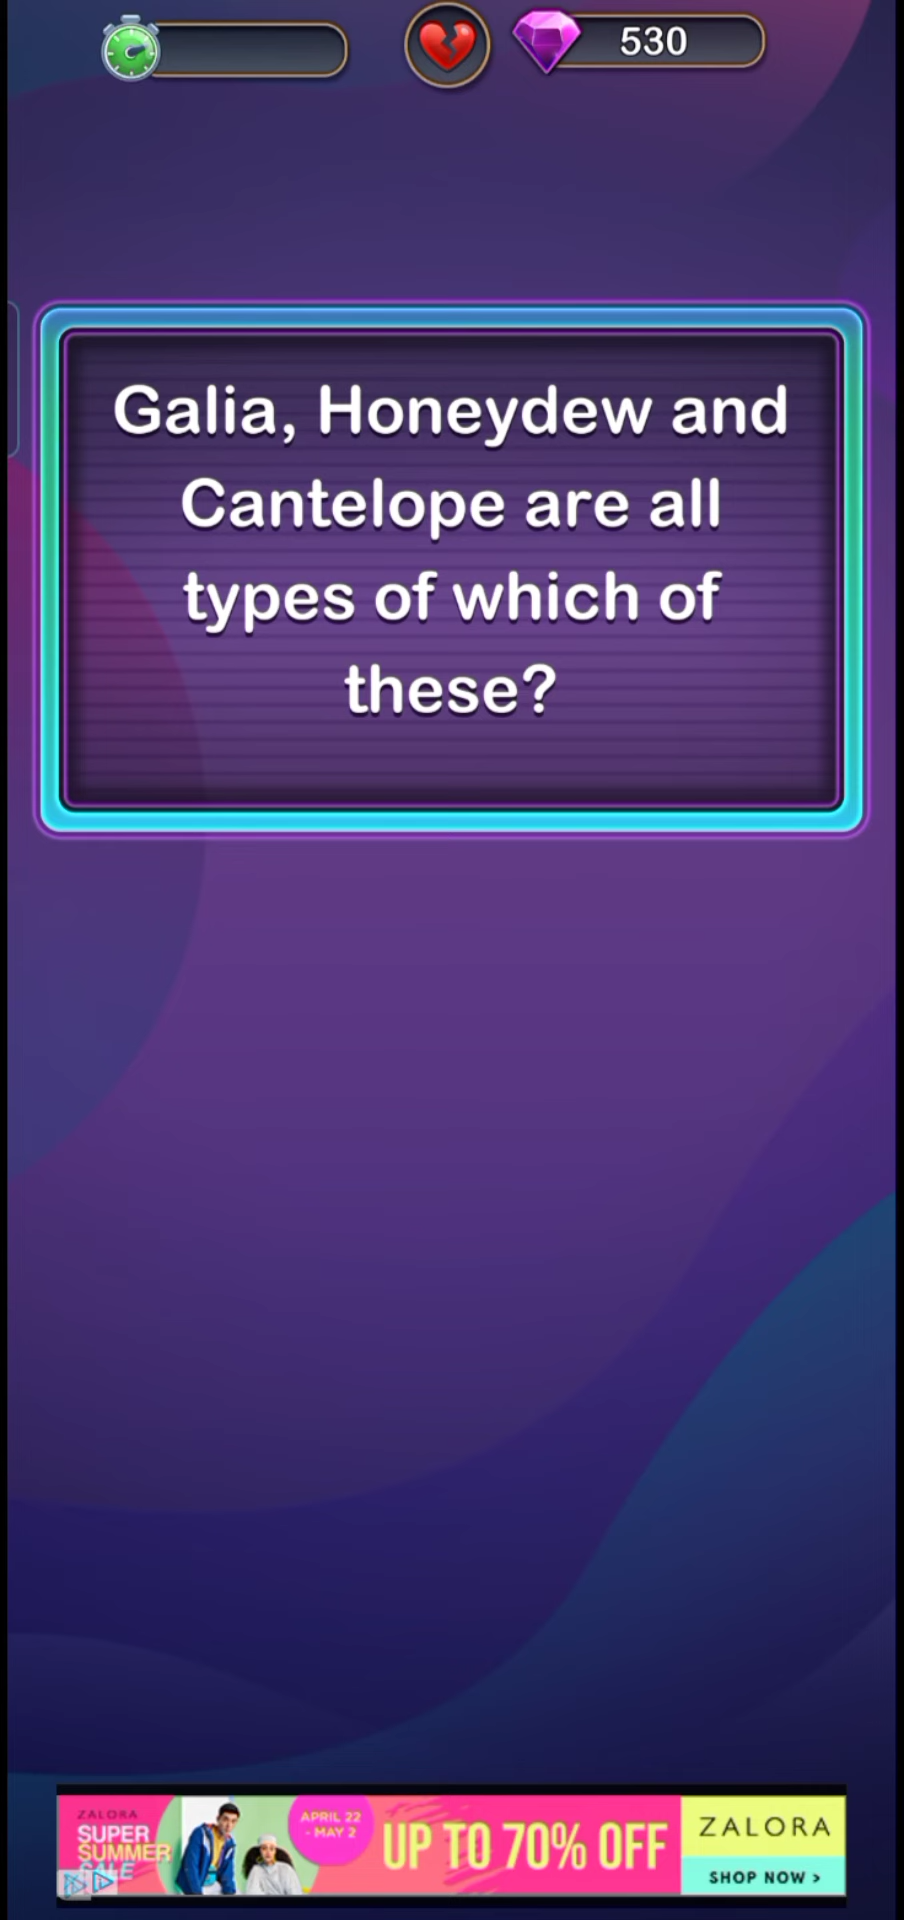 530
Galia, Honeydew and
Cantelope are all
types of which of
these?
ZALORA
SUPER
SUMMER
SALE
APRIL 22
- MAY 2
UP TO 70% OFF
ZALORA
SHOP NOW >